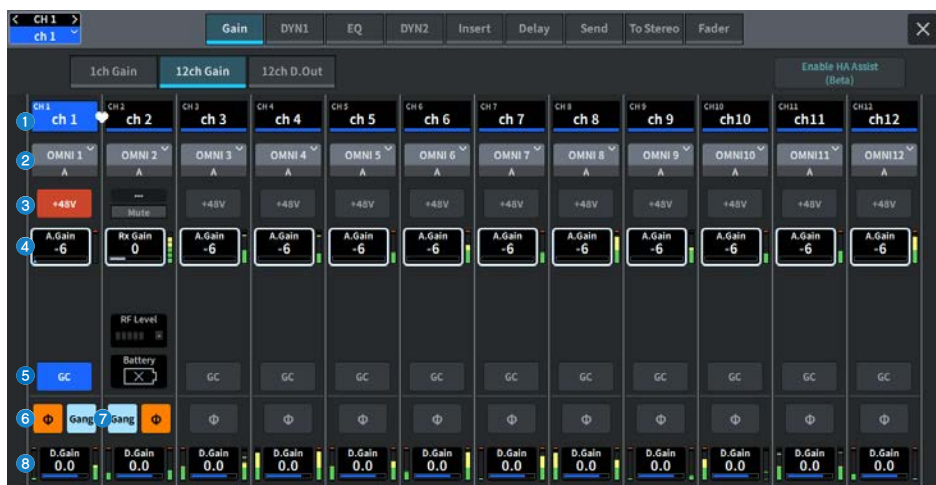 < CH 1 >
ch 1
Gain DYN1 EQ DYN2 Insert Delay Send To Stereo Fader
1ch Gain 12ch Gain 12ch D.Out
Enable HA Assist
(Beta)
CH 1 CH 2 CH 3 CH 4 CH 5 CH 6 CH 7 CH 8 CH 9 CH10 CH11 CH12
1 ch 1 ch 2 ch 3 ch 4 ch 5 ch 6 ch 7 ch 8 ch 9 ch10 ch11 ch12
2 OMNI 1 OMNI 2 OMNI 3 OMNI 4 OMNI 5 OMNI 6 OMNI 7 OMNI 8 OMNI 9 OMNI10 OMNI11 OMNI12
A A A A A A A A A A A A
3 +48V --- +48V +48V +48V +48V +48V +48V +48V +48V +48V +48V
Mute
4 A.Gain Rx Gain A.Gain A.Gain A.Gain A.Gain A.Gain A.Gain A.Gain A.Gain A.Gain A.Gain
-6 0 -6 -6 -6 -6 -6 -6 -6 -6 -6 -6
RF Level
Battery
5 GC GC GC GC GC GC GC GC GC GC GC
6 Φ Gang 7 Gang Φ Φ Φ Φ Φ Φ Φ Φ Φ Φ Φ
8 D.Gain D.Gain D.Gain D.Gain D.Gain D.Gain D.Gain D.Gain D.Gain D.Gain D.Gain D.Gain
0.0 0.0 0.0 0.0 0.0 0.0 0.0 0.0 0.0 0.0 0.0 0.0